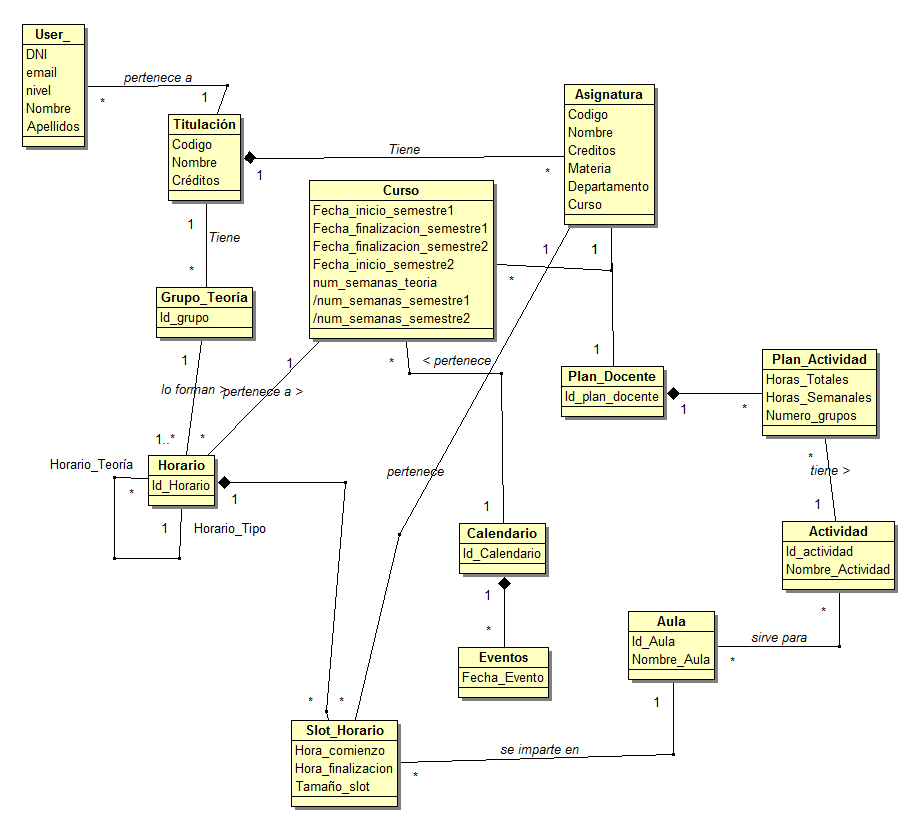 User_
DNI
email
nivel
Nombre
Apellidos
pertenece a
*
1
Titulación
Codigo
Nombre
Créditos
1
Tiene
*
Asignatura
Codigo
Nombre
Creditos
Materia
Departamento
Curso
Curso
Fecha_inicio_semestre1
Fecha_finalizacion_semestre1
Fecha_finalizacion_semestre2
Fecha_inicio_semestre2
num_semanas_teoria
/num_semanas_semestre1
/num_semanas_semestre2
1
Tiene
*
1
1
*
Grupo_Teoría
Id_grupo
1
lo forman >
1..*
1
pertenece a >
*
*
< pertenece
1
1
Plan_Docente
Id_plan_docente
1
*
Plan_Actividad
Horas_Totales
Horas_Semanales
Numero_grupos
*
tiene >
1
Horario_Teoría
*
Horario
Id_Horario
1
1
Horario_Tipo
pertenece
Calendario
Id_Calendario
1
*
Eventos
Fecha_Evento
Actividad
Id_actividad
Nombre_Actividad
*
sirve para
*
Aula
Id_Aula
Nombre_Aula
1
*
*
Slot_Horario
Hora_comienzo
Hora_finalizacion
Tamaño_slot
se imparte en
*